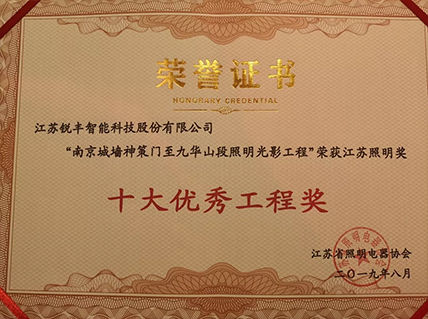 荣誉证书
HONORARY CREDENTIAL
江苏锐丰智能科技股份有限公司
“南京城墙神策门至九华山段照明光影工程”荣获江苏照明奖
十大优秀工程奖
江苏省照明电器协会
二〇一九年八月